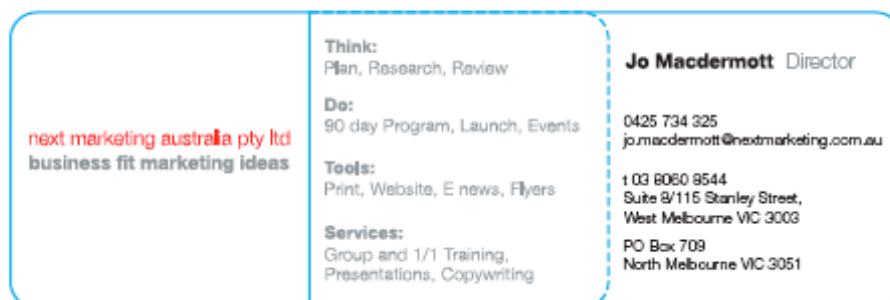 next marketing australia pty ltd
business fit marketing ideas
Think:
Plan, Research, Review
Do:
90 day Program, Launch, Events
Tools:
Print, Website, E news, Flyers
Services:
Group and 1/1 Training,
Presentations, Copywriting
Jo Macdermott Director
0425 734 325
jo.macdermott@nextmarketing.com.au
t 03 8060 8544
Suite 8/115 Stanley Street,
West Melbourne VIC 3003
PO Box 709
North Melbourne VIC 3051